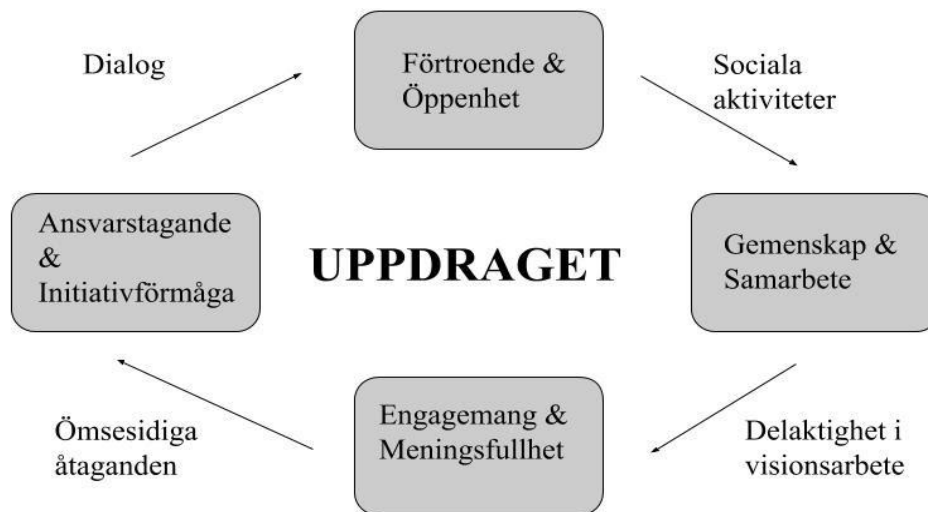 Dialog
Förtroende &
Öppenhet
Sociala
aktiviteter
Ansvarstagande
&
Initiativförmåga
UPPDRAGET
Gemenskap &
Samarbete
Ömsesidiga
åtaganden
Engagemang &
Meningsfullhet
Delaktighet i
visionsarbete